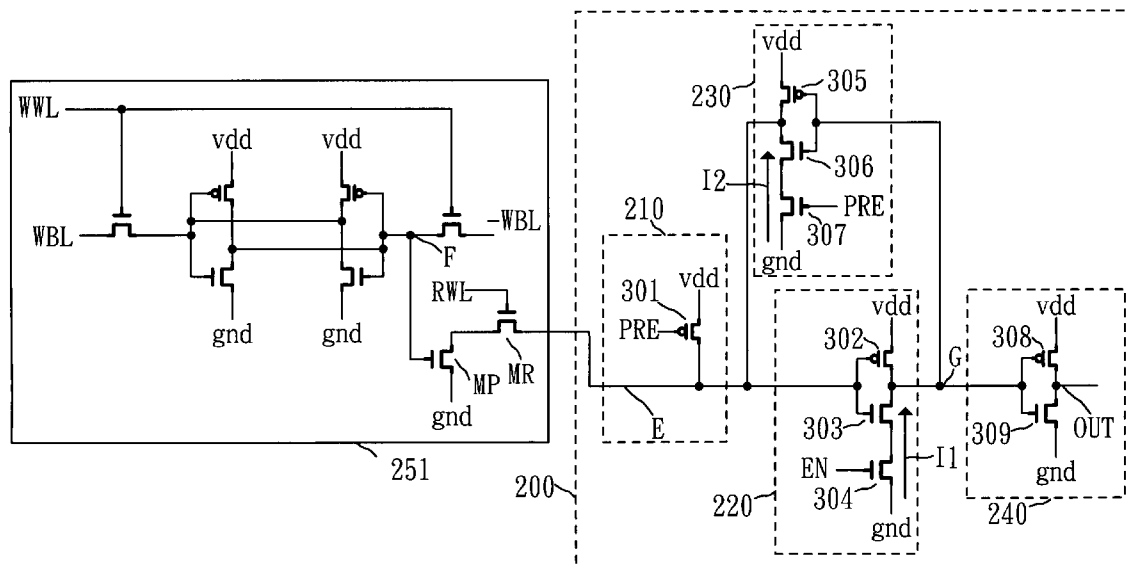 vdd
305
230
WWL
vdd
vdd
306
I2
210
PRE
307
WBL
F
-WBL
gnd
RWL
vdd
vdd
vdd
gnd
gnd
301
302
308
PRE
G
MP
MR
gnd
E
303
309
OUT
EN
I1
251
200
304
gnd
220
gnd
240